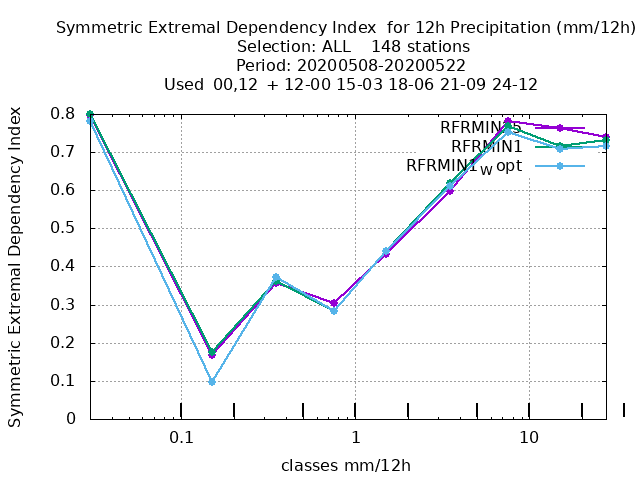 Symmetric Extremal Dependency Index  for 12h Precipitation (mm/12h)
Selection: ALL    148 stations
Period: 20200508-20200522
Used  00,12  + 12-00 15-03 18-06 21-09 24-12
Symmetric Extremal Dependency Index
0.8
0.7
0.6
0.5
0.4
0.3
0.2
0.1
0
RFRMIN1
RFRMIN1w opt
0.1
1
10
classes mm/12h